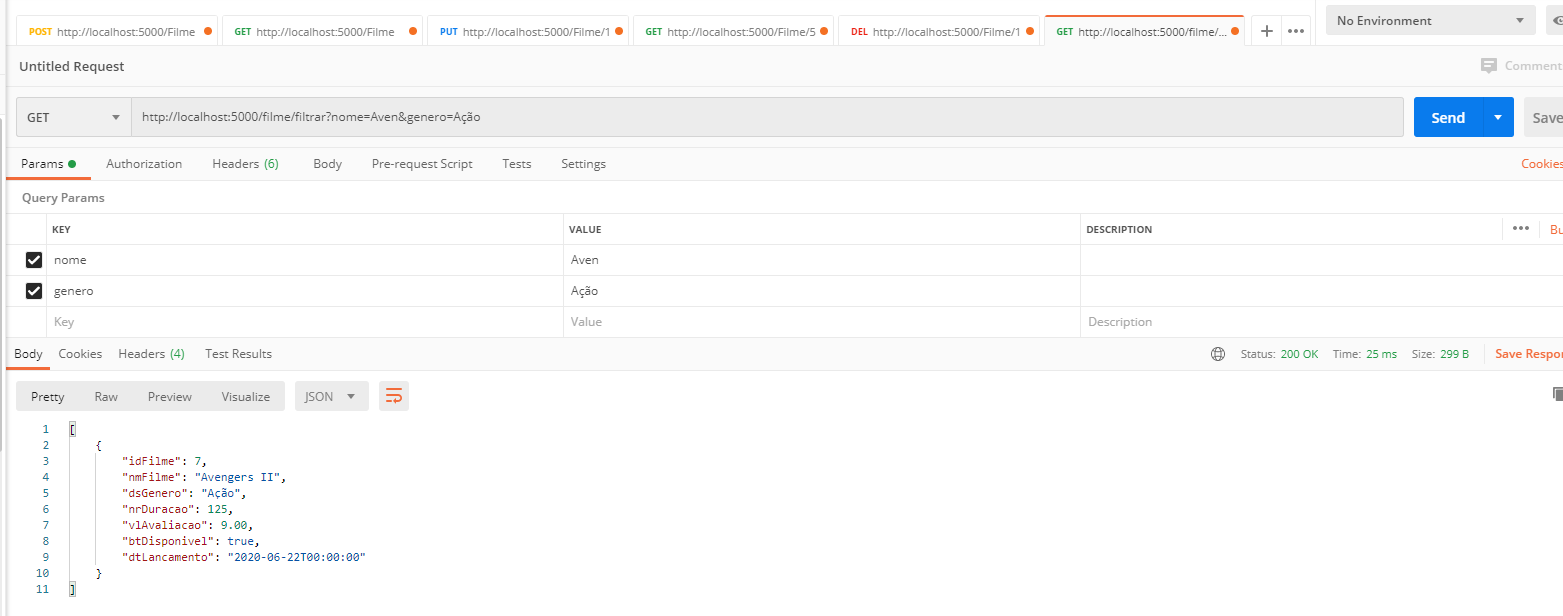 POST http://localhost:5000/Filme GET http://localhost:5000/Filme PUT http://localhost:5000/Filme/1 GET http://localhost:5000/Filme/5 DEL http://localhost:5000/Filme/1 GET http://localhost:5000/filme/... + ••• No Environment
Untitled Request Comment
GET http://localhost:5000/filme/filtrar?nome=Aven&genero=Ação Send Save
Params Authorization Headers (6) Body Pre-request Script Tests Settings Cookies
Query Params
KEY VALUE DESCRIPTION ••• Bu
nome Aven
genero Ação
Key Value Description
Body Cookies Headers (4) Test Results Status: 200 OK Time: 25 ms Size: 299 B Save Respo
Pretty Raw Preview Visualize JSON
1 [
2 {
3 "idFilme": 7,
4 "nmFilme": "Avengers II",
5 "dsGenero": "Ação",
6 "nrDuracao": 125,
7 "vlAvaliacao": 9.00,
8 "btDisponivel": true,
9 "dtLancamento": "2020-06-22T00:00:00"
10 }
11 ]